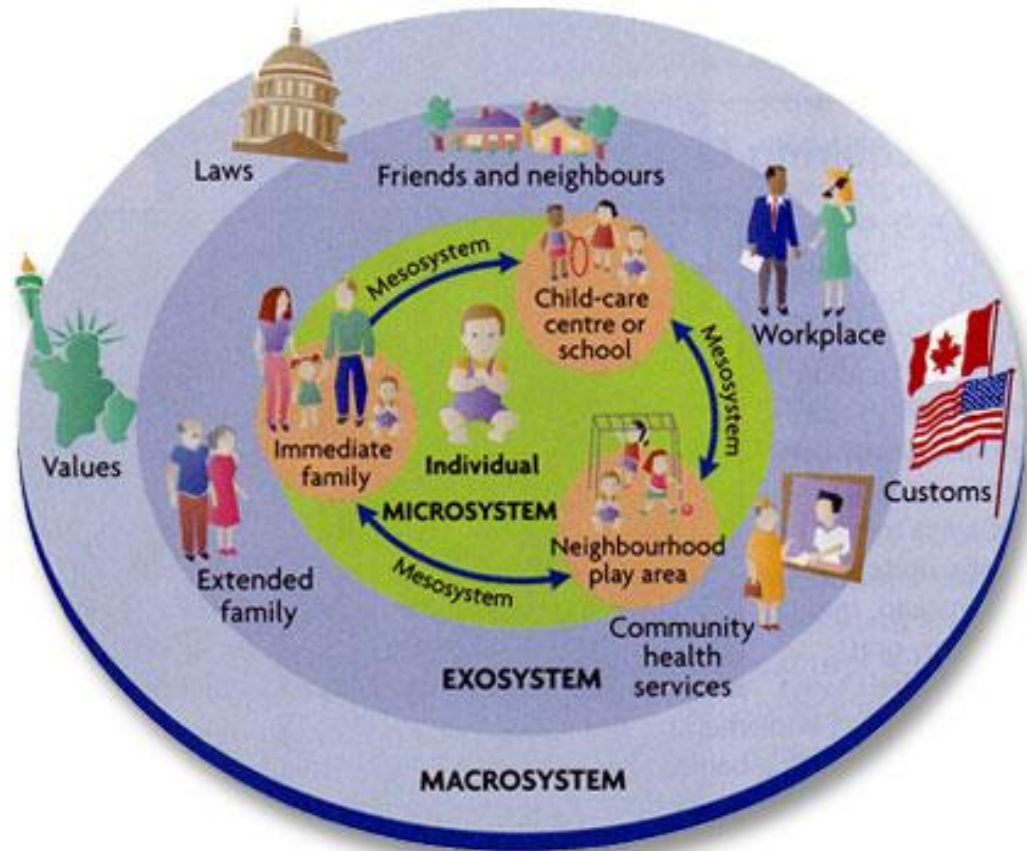 Laws
Friends and neighbours
Mesosystem
Child-care
centre or
school
Workplace
Mesosystem
Values
Immediate
family
Individual
Customs
MICROSYSTEM
Neighbourhood
play area
Mesosystem
Extended
family
Community
health
services
EXOSYSTEM
MACROSYSTEM